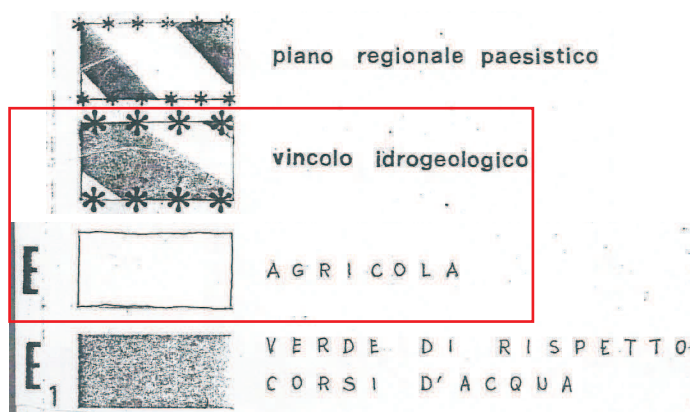 piano regionale paesistico
vincolo idrogeologico
E AGRICOLA
E1 VERDE DI RISPETTO
CORSI D'ACQUA